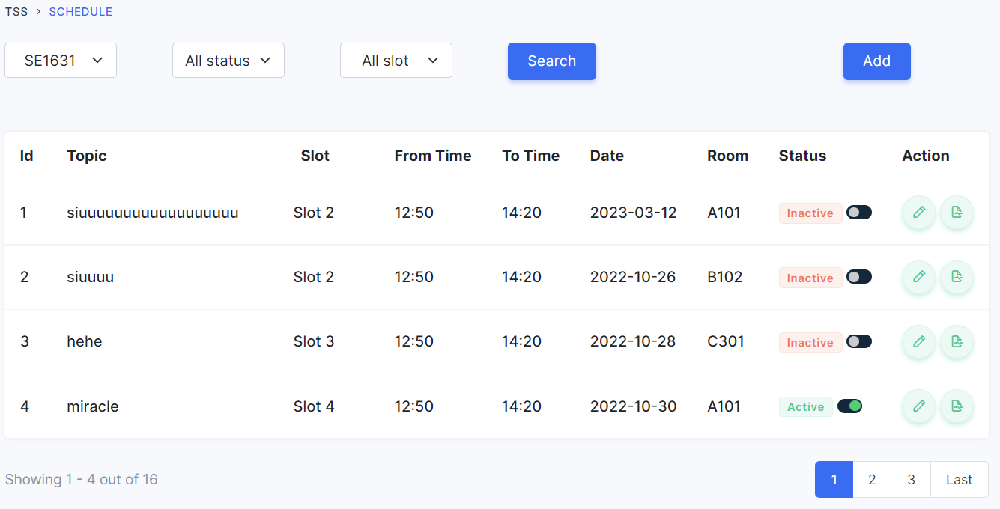 TSS > SCHEDULE
SE1631 All status All slot Search Add
Id Topic Slot From Time To Time Date Room Status Action
1 siuuuuuuuuuuuuuuuuuu Slot 2 12:50 14:20 2023-03-12 A101 Inactive
2 siuuuu Slot 2 12:50 14:20 2022-10-26 B102 Inactive
3 hehe Slot 3 12:50 14:20 2022-10-28 C301 Inactive
4 miracle Slot 4 12:50 14:20 2022-10-30 A101 Active
Showing 1 - 4 out of 16 1 2 3 Last